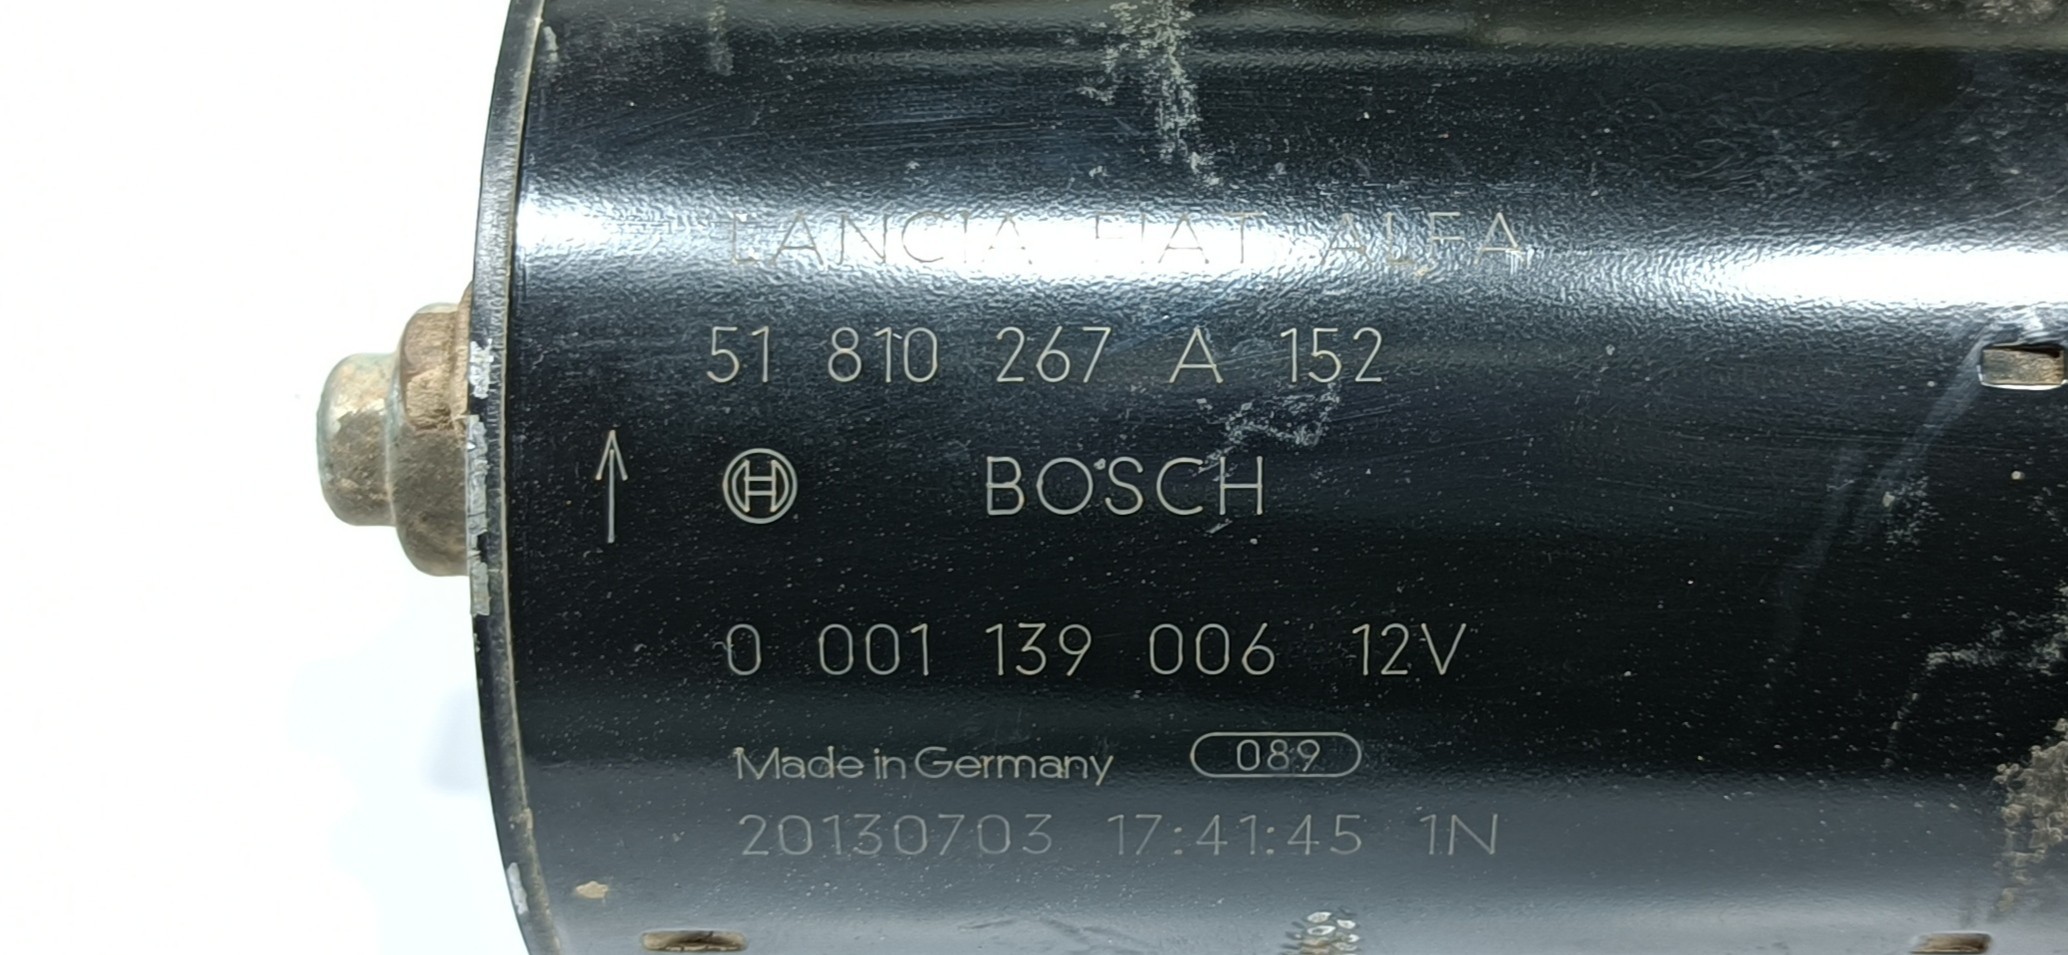 LANCIA FIAT ALFA
51 810 267 A 152
BOSCH
0 001 139 006 12V
Made in Germany 089
20130703 17:41:45 1N